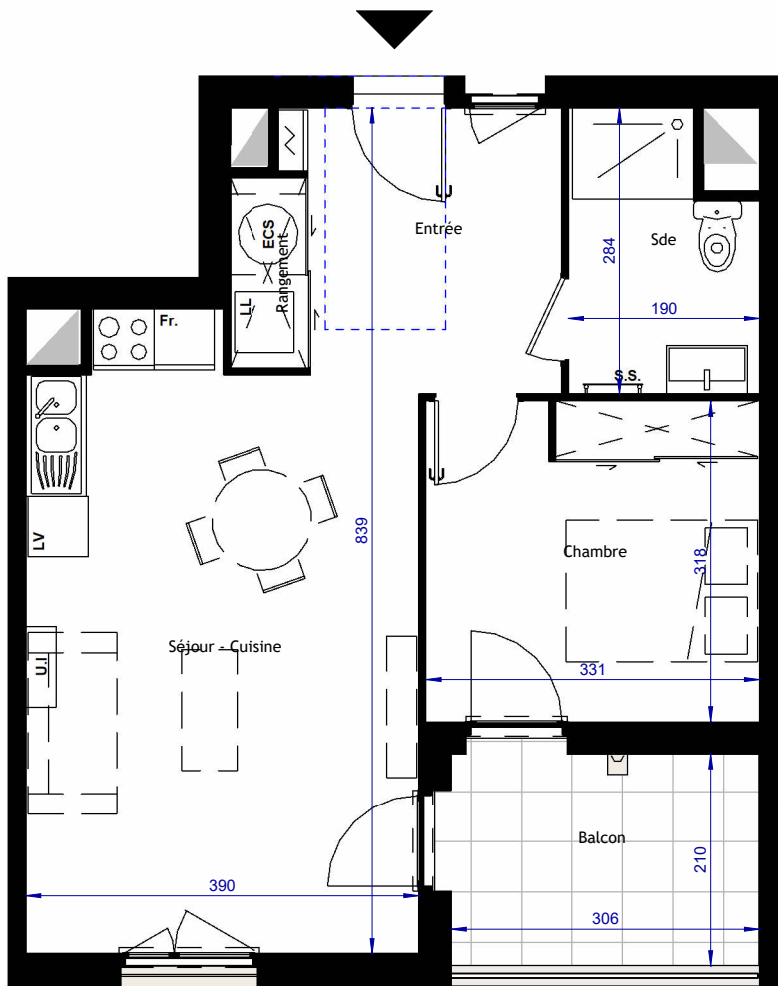 Entrée
Sde
284
190
ECS
Rangement
LL
Fr.
S.S.
LV
839
Chambre
318
Séjour - Cuisine
U.I
331
Balcon
210
390
306